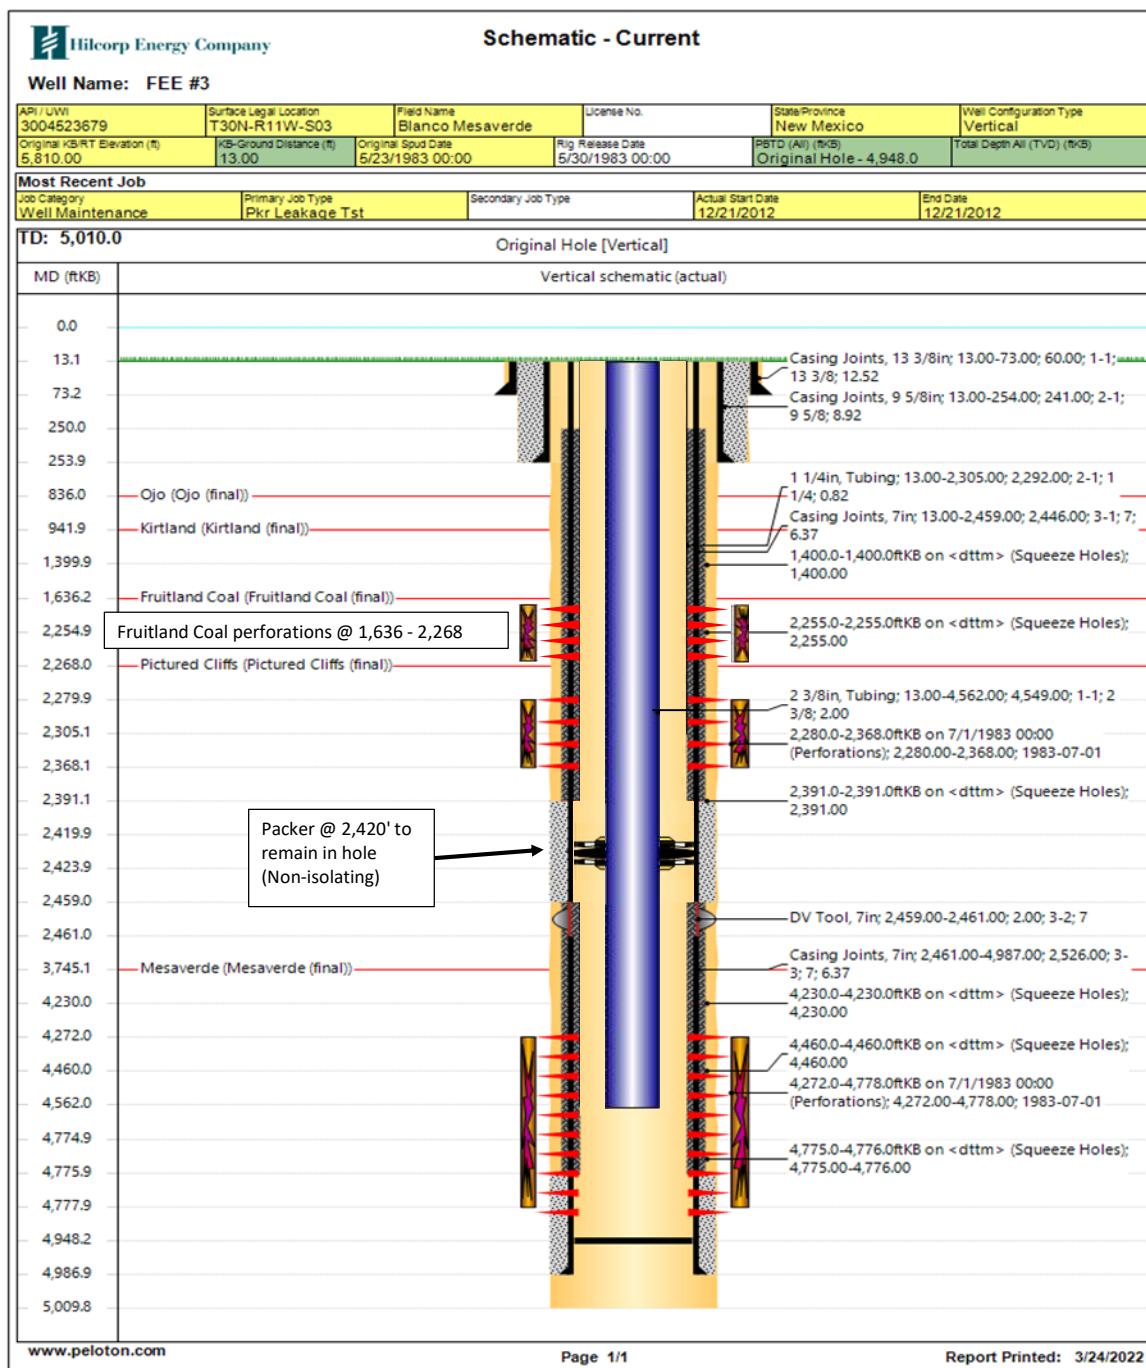 Hilcorp Energy Company
Schematic - Current
Well Name: FEE #3
API / UWI
3004523679
Surface Legal Location
T30N-R11W-S03
Field Name
Blanco Mesaverde
License No.
State/Province
New Mexico
Well Configuration Type
Vertical
Original KB/RT Elevation (ft)
5,810.00
KB-Ground Distance (ft)
13.00
Original Spud Date
5/23/1983 00:00
Rig Release Date
5/30/1983 00:00
PBTD (All) (ftKB)
Original Hole - 4,948.0
Total Depth All (TVD) (ftKB)
Most Recent Job
Job Category
Well Maintenance
Primary Job Type
Pkr Leakage Tst
Secondary Job Type
Actual Start Date
12/21/2012
End Date
12/21/2012
TD: 5,010.0
Original Hole [Vertical]
MD (ftKB)
Vertical schematic (actual)
0.0
13.1
73.2
250.0
253.9
836.0
941.9
1,399.9
1,636.2
2,254.9
2,268.0
2,279.9
2,305.1
2,368.1
2,391.1
2,419.9
2,423.9
2,459.0
2,461.0
3,745.1
4,230.0
4,272.0
4,460.0
4,562.0
4,774.9
4,775.9
4,777.9
4,948.2
4,986.9
5,009.8
Ojo (Ojo (final))
Kirtland (Kirtland (final))
Fruitland Coal (Fruitland Coal (final))
Fruitland Coal perforations @ 1,636 - 2,268
Pictured Cliffs (Pictured Cliffs (final))
Packer @ 2,420' to
remain in hole
(Non-isolating)
Mesaverde (Mesaverde (final))
Casing Joints, 13 3/8in; 13.00-73.00; 60.00; 1-1;
13 3/8; 12.52
Casing Joints, 9 5/8in; 13.00-254.00; 241.00; 2-1;
9 5/8; 8.92
1 1/4in, Tubing; 13.00-2,305.00; 2,292.00; 2-1; 1
1/4; 0.82
Casing Joints, 7in; 13.00-2,459.00; 2,446.00; 3-1; 7;
6.37
1,400.0-1,400.0ftKB on <dttm> (Squeeze Holes);
1,400.00
2,255.0-2,255.0ftKB on <dttm> (Squeeze Holes);
2,255.00
2 3/8in, Tubing; 13.00-4,562.00; 4,549.00; 1-1; 2
3/8; 2.00
2,280.0-2,368.0ftKB on 7/1/1983 00:00
(Perforations); 2,280.00-2,368.00; 1983-07-01
2,391.0-2,391.0ftKB on <dttm> (Squeeze Holes);
2,391.00
DV Tool, 7in; 2,459.00-2,461.00; 2.00; 3-2; 7
Casing Joints, 7in; 2,461.00-4,987.00; 2,526.00; 3-
3; 7; 6.37
4,230.0-4,230.0ftKB on <dttm> (Squeeze Holes);
4,230.00
4,460.0-4,460.0ftKB on <dttm> (Squeeze Holes);
4,460.00
4,272.0-4,778.0ftKB on 7/1/1983 00:00
(Perforations); 4,272.00-4,778.00; 1983-07-01
4,775.0-4,776.0ftKB on <dttm> (Squeeze Holes);
4,775.00-4,776.00
www.peloton.com
Page 1/1
Report Printed: 3/24/2022